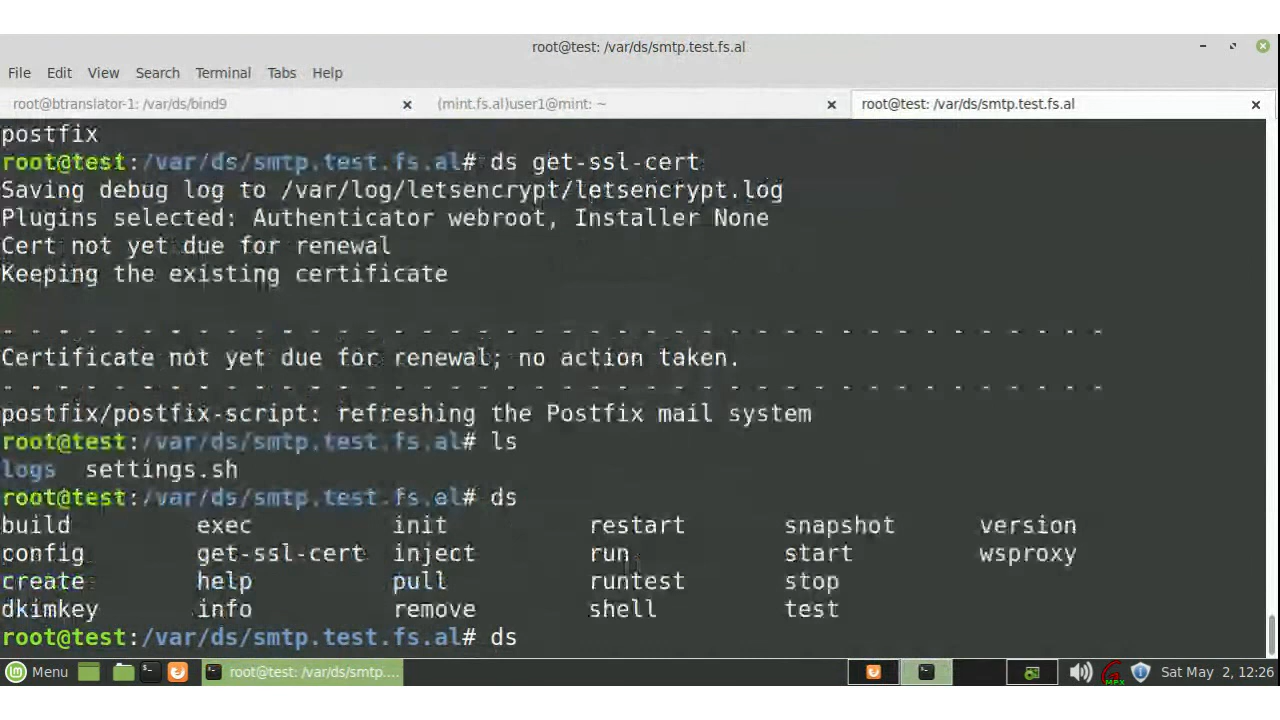 root@test: /var/ds/smtp.test.fs.al
File Edit View Search Terminal Tabs Help
root@btranslator-1: /var/ds/bind9 (mint.fs.al)user1@mint: ~ root@test: /var/ds/smtp.test.fs.al
postfix
root@test:/var/ds/smtp.test.fs.al# ds get-ssl-cert
Saving debug log to /var/log/letsencrypt/letsencrypt.log
Plugins selected: Authenticator webroot, Installer None
Cert not yet due for renewal
Keeping the existing certificate
- - - - - - - - - - - - - - - - - - - - - - - - - - - - - - - - - - - - - - - -
Certificate not yet due for renewal; no action taken.
- - - - - - - - - - - - - - - - - - - - - - - - - - - - - - - - - - - - - - - -
postfix/postfix-script: refreshing the Postfix mail system
root@test:/var/ds/smtp.test.fs.al# ls
logs settings.sh
root@test:/var/ds/smtp.test.fs.al# ds
build exec init restart snapshot version
config get-ssl-cert inject run start wsproxy
create help pull runtest stop
dkimkey info remove shell test
root@test:/var/ds/smtp.test.fs.al# ds
Menu root@test: /var/ds/smtp.test.... MPX Sat May 2, 12:26